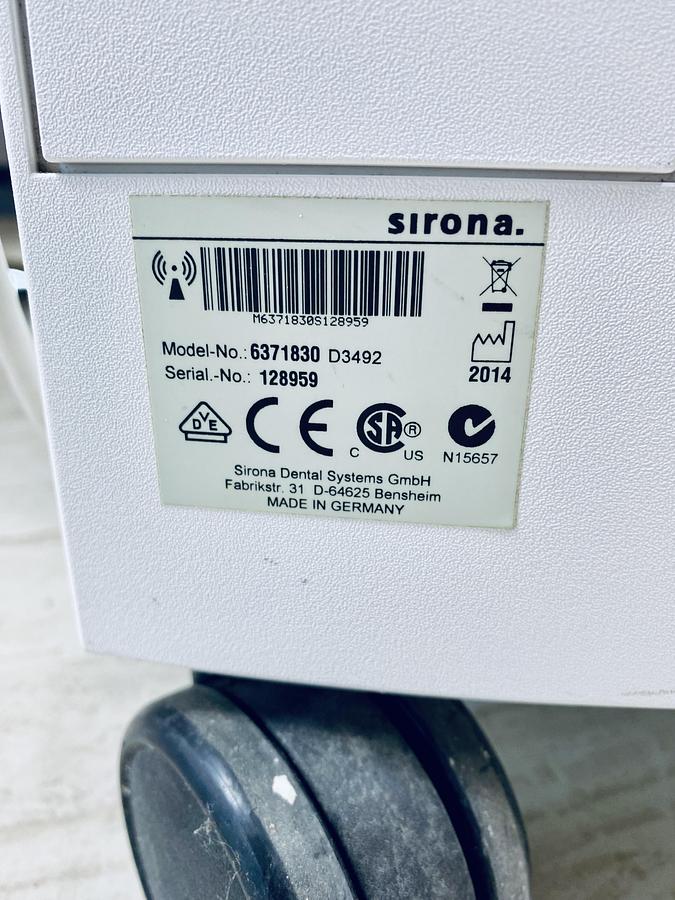 sirona.
M6371830S128959
Model-No.: 6371830 D3492
Serial.-No.: 128959
2014
DVE
CE
SA®
C US
N15657
Sirona Dental Systems GmbH
Fabrikstr. 31 D-64625 Bensheim
MADE IN GERMANY